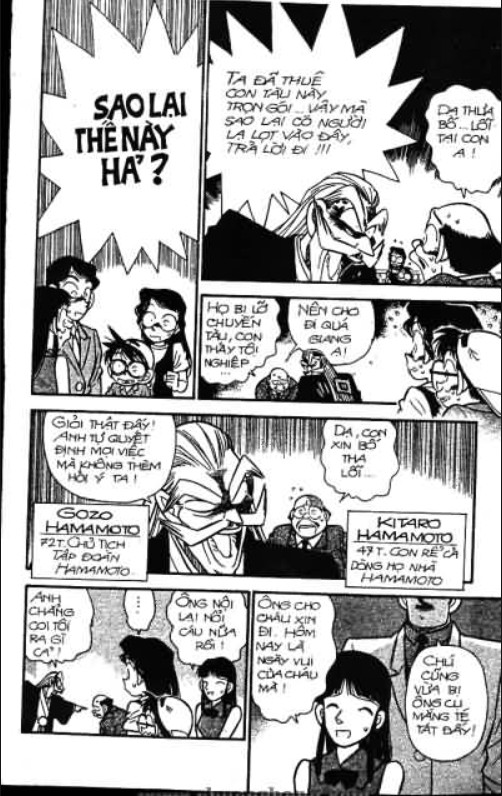 SAO LẠI
THẾ NÀY
HẢ?
TA ĐÃ THUÊ
CON TÀU NÀY
TRỌN GÓI... VẬY MÀ
SAO LẠI CÓ NGƯỜI
LẠ LỌT VÀO ĐÂY,
TRẢ LỜI ĐI !!!
DẠ THƯA
BỐ... LỖI
TẠI CON
Ạ!
HỌ BỊ LỠ
CHUYẾN
TÀU, CON
THẤY TỘI
NGHIỆP
...
NÊN CHO
ĐI QUÁ
GIANG
Ạ!
GIỎI THẬT ĐẤY!
ANH TỰ QUYẾT
ĐỊNH MỌI VIỆC
MÀ KHÔNG THÈM
HỎI Ý TA!
DẠ, CON
XIN BỐ
THA
LỖI...
GOZO
HAMAMOTO
72T. CHỦ TỊCH
TẬP ĐOÀN
HAMAMOTO
KITARO
HAMAMOTO
47T. CON RỂ CẢ
DÒNG HỌ NHÀ
HAMAMOTO
ANH
CHẲNG
COI TÔI
RA GÌ
CẢ!
...
ÔNG NỘI
LẠI NỔI
CÁU NỮA
RỒI!
ÔNG CHO
CHÁU XIN
ĐI. HÔM
NAY LÀ
NGÀY VUI
CỦA CHÁU
MÀ!
CHÚ
CŨNG
VỪA BỊ
ÔNG CỤ
MẮNG TÉ
TÁT ĐẤY!